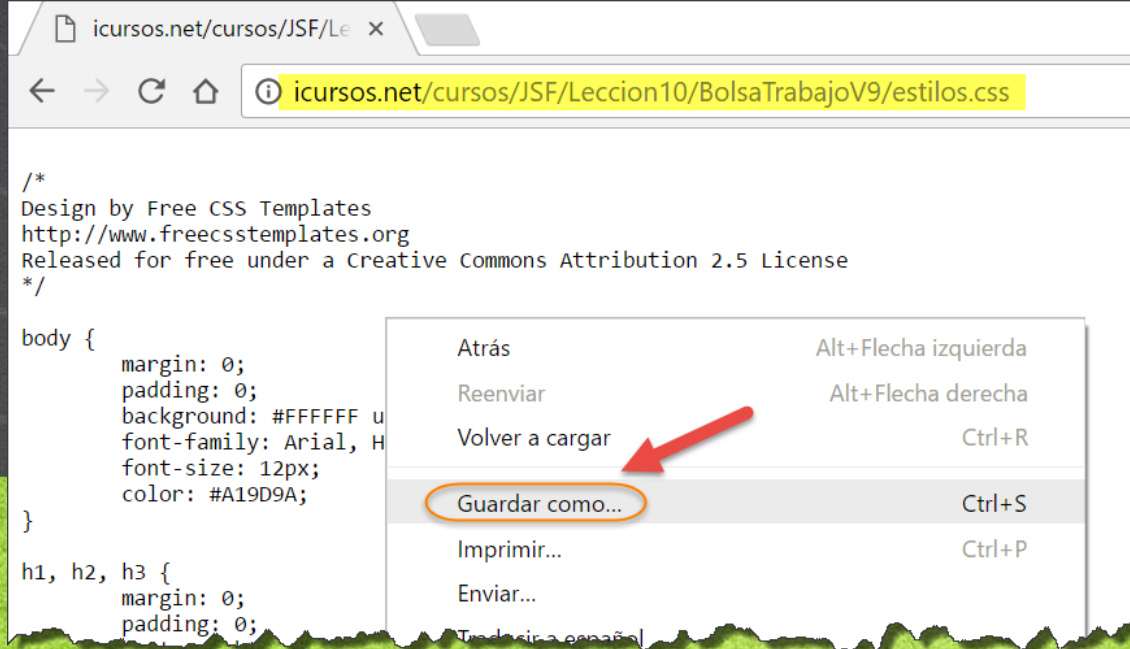 icursos.net/cursos/JSF/Le
icursos.net/cursos/JSF/Leccion10/BolsaTrabajoV9/estilos.css
/*
Design by Free CSS Templates
http://www.freecsstemplates.org
Released for free under a Creative Commons Attribution 2.5 License
*/
body {
margin: 0;
padding: 0;
background: #FFFFFF u
font-family: Arial, H
font-size: 12px;
color: #A19D9A;
}
h1, h2, h3 {
margin: 0;
padding: 0;
Atrás Alt+Flecha izquierda
Reenviar Alt+Flecha derecha
Volver a cargar Ctrl+R
Guardar como... Ctrl+S
Imprimir... Ctrl+P
Enviar...
Traducir a español